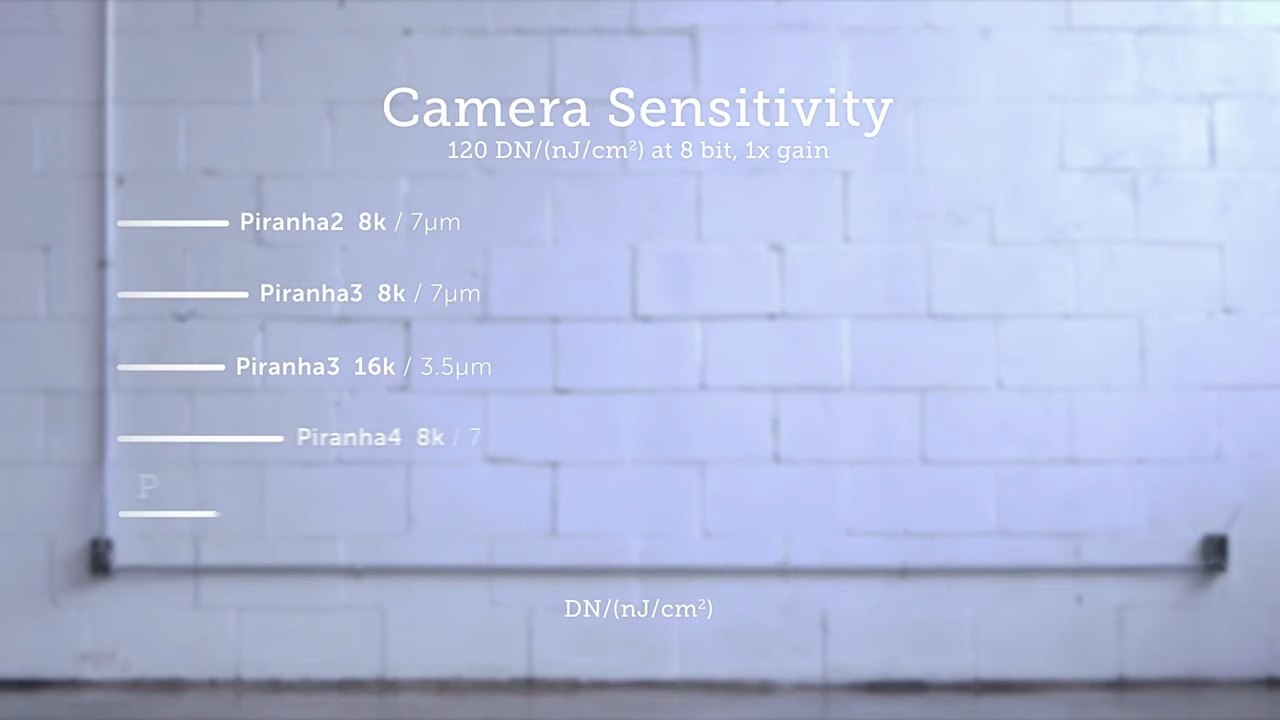 Camera Sensitivity
120 DN/(nJ/cm²) at 8 bit, 1x gain
Piranha2 8k / 7µm
Piranha3 8k / 7µm
Piranha3 16k / 3.5µm
Piranha4 8k / 7
P
DN/(nJ/cm²)